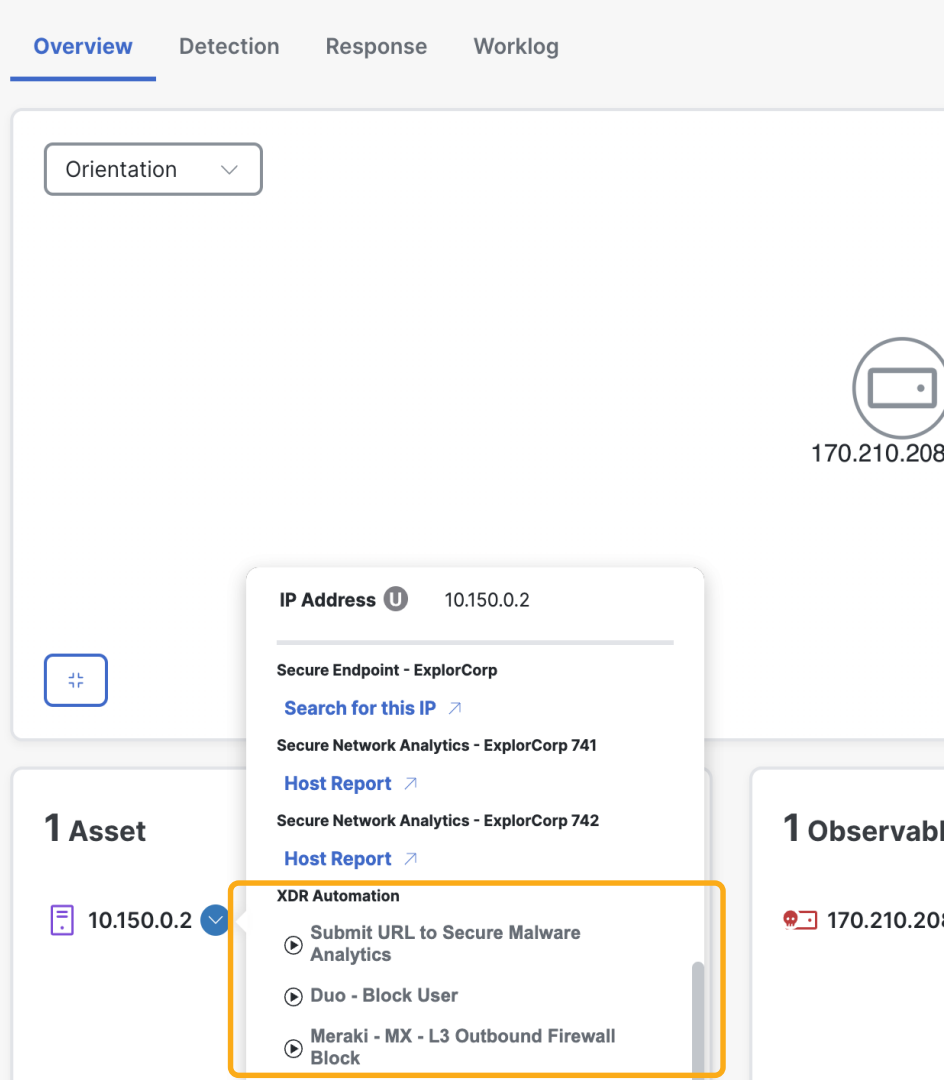 Overview Detection Response Worklog
Orientation
170.210.208
IP Address U 10.150.0.2
Secure Endpoint - ExplorCorp
Search for this IP
Secure Network Analytics - ExplorCorp 741
Host Report
Secure Network Analytics - ExplorCorp 742
Host Report
1 Asset
10.150.0.2
XDR Automation
Submit URL to Secure Malware
Analytics
Duo - Block User
Meraki - MX - L3 Outbound Firewall
Block
1 Observabl
170.210.208